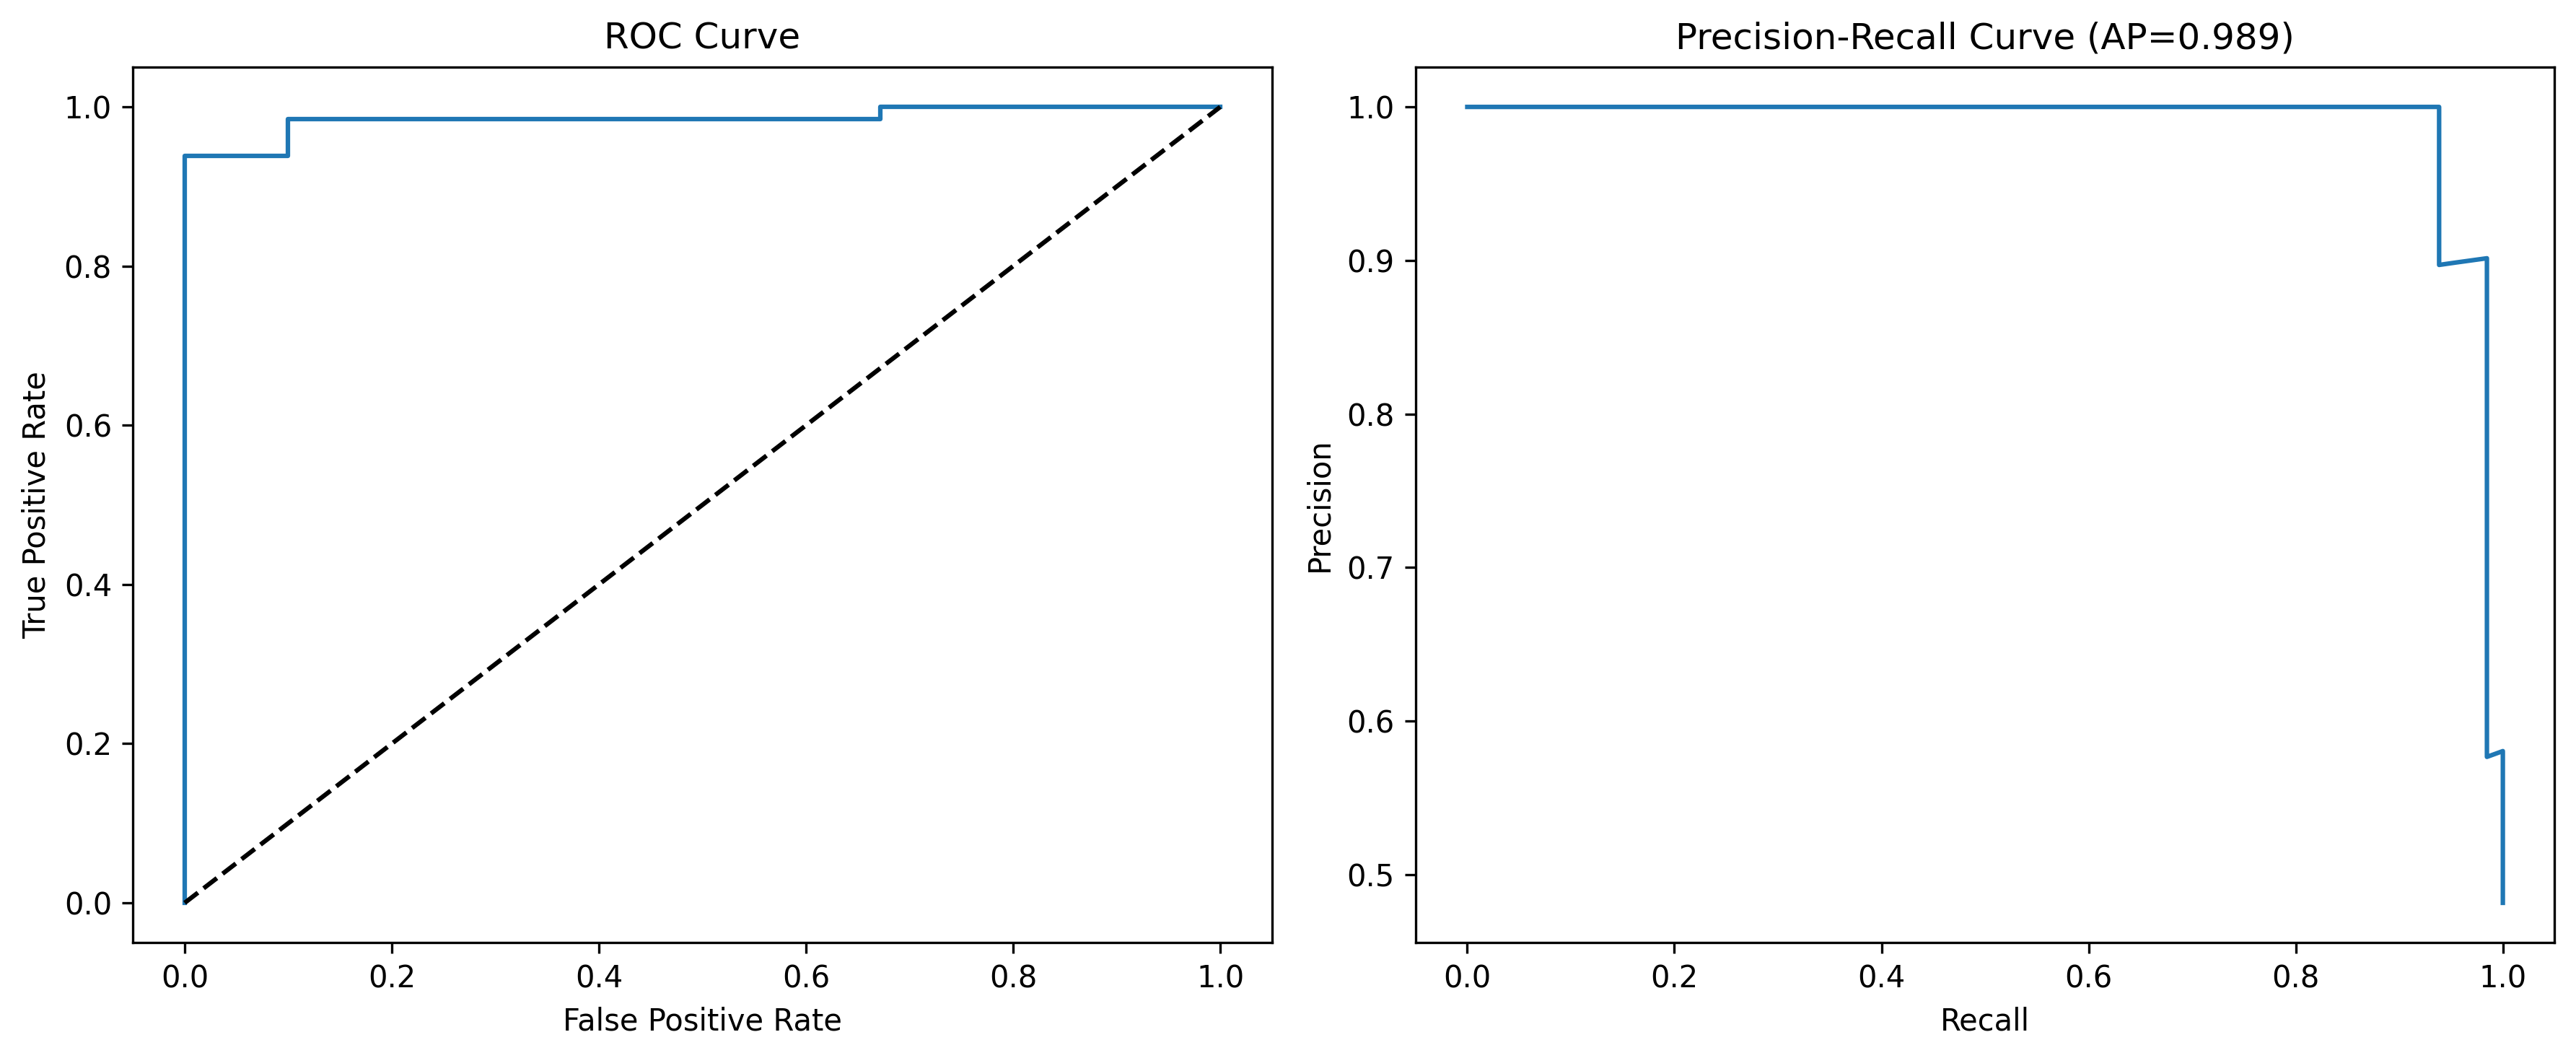 ROC Curve
True Positive Rate
1.0
0.8
0.6
0.4
0.2
0.0
0.0 0.2 0.4 0.6 0.8 1.0
False Positive Rate
Precision-Recall Curve (AP=0.989)
Precision
1.0
0.9
0.8
0.7
0.6
0.5
0.0 0.2 0.4 0.6 0.8 1.0
Recall